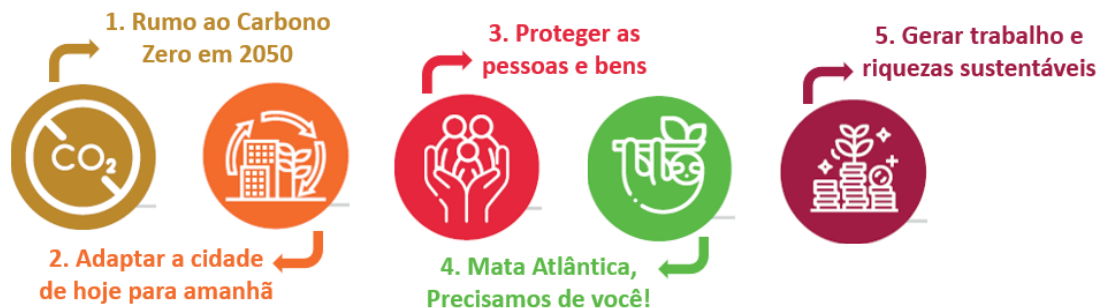 1. Rumo ao Carbono
Zero em 2050
CO₂
2. Adaptar a cidade
de hoje para amanhã
3. Proteger as
pessoas e bens
4. Mata Atlântica,
Precisamos de você!
5. Gerar trabalho e
riquezas sustentáveis